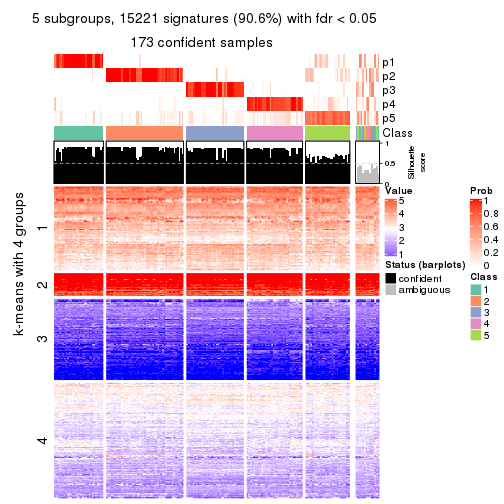 5 subgroups, 15221 signatures (90.6%) with fdr < 0.05
173 confident samples
p1
p2
p3
p4
p5
Class
1
0.5
0
Silhouette
score
k-means with 4 groups
1
2
3
4
Value
5
4
3
2
1
Status (barplots)
confident
ambiguous
Prob
1
0.8
0.6
0.4
0.2
0
Class
1
2
3
4
5